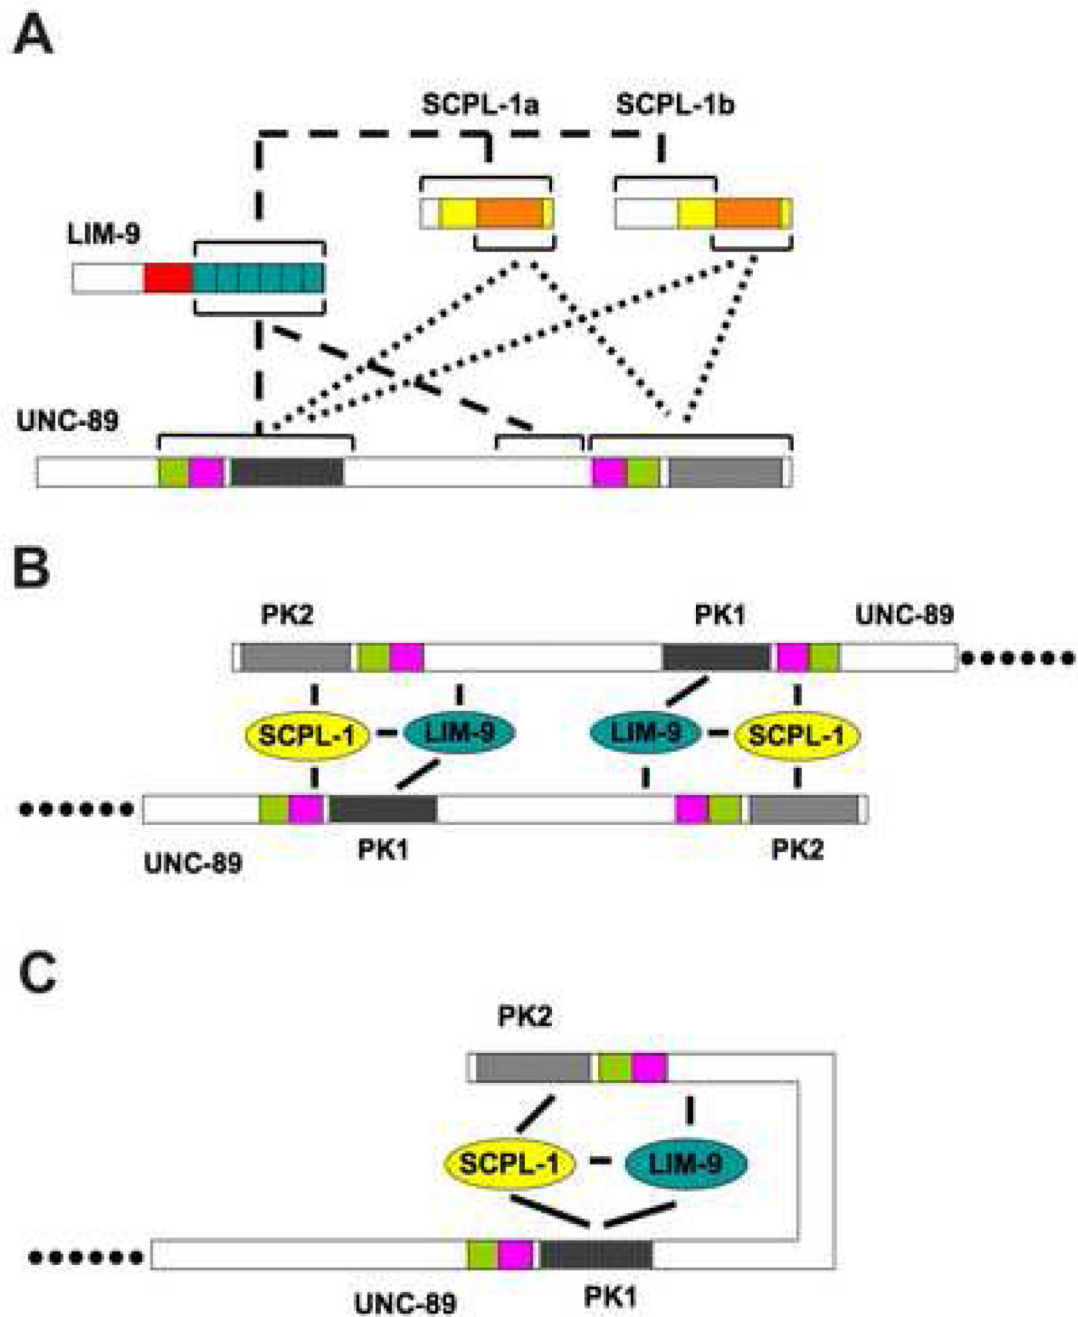 A
SCPL-1a SCPL-1b
LIM-9
UNC-89
B
PK2 PK1 UNC-89
SCPL-1 LIM-9 LIM-9 SCPL-1
UNC-89 PK1 PK2
C
PK2
SCPL-1 LIM-9
UNC-89 PK1